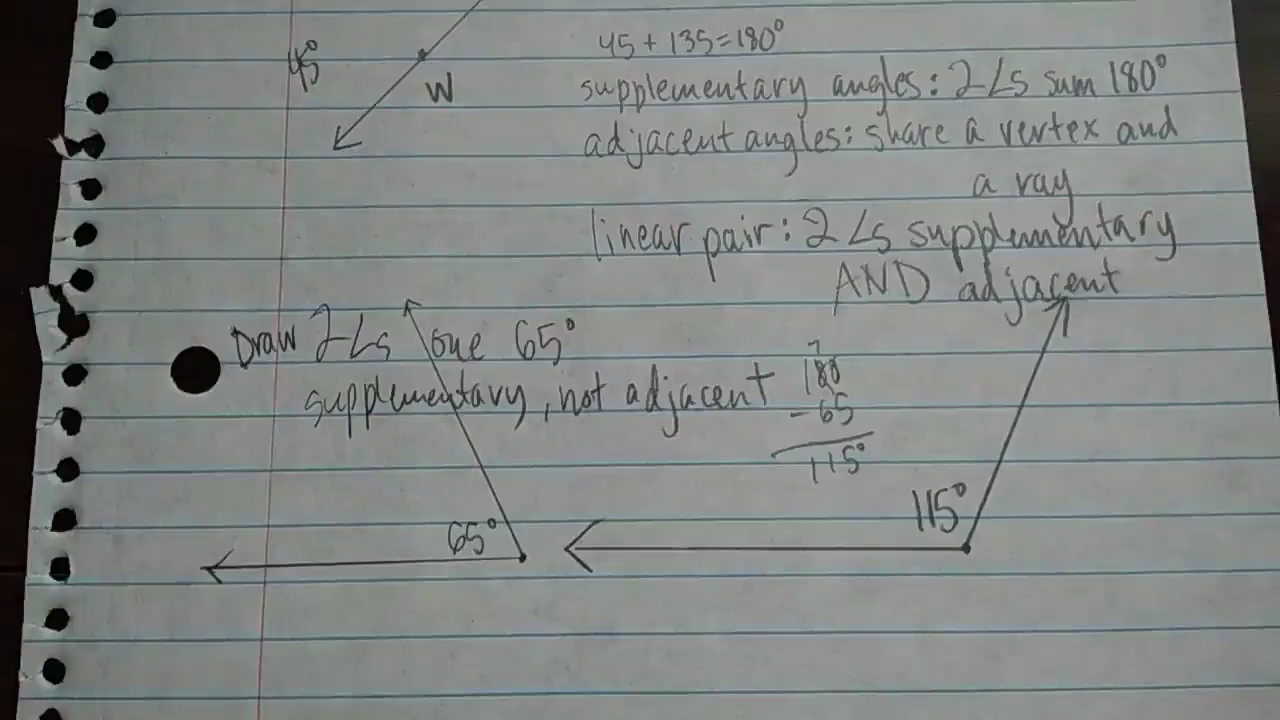 45°
W
45 + 135 = 180°
supplementary angles: 2 ∠s sum 180°
adjacent angles: share a vertex and
a ray
linear pair: 2 ∠s supplementary
AND adjacent
Draw 2 ∠s one 65°
supplementary, not adjacent
7
180
- 65
115°
65°
115°